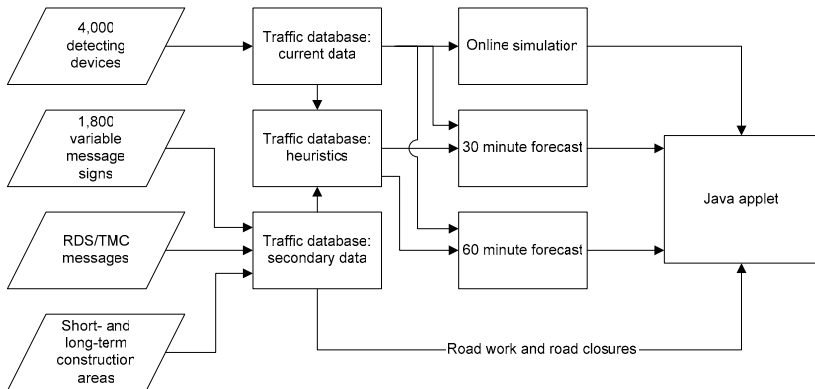 4,000
detecting
devices
Traffic database:
current data
Online simulation
1,800
variable
message
signs
Traffic database:
heuristics
30 minute forecast
Java applet
RDS/TMC
messages
Traffic database:
secondary data
60 minute forecast
Short- and
long-term
construction
areas
Road work and road closures